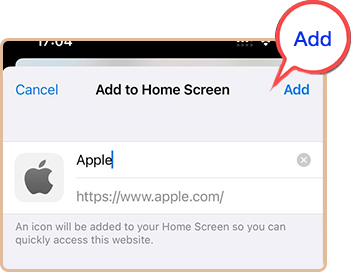 17:04
Add
Cancel
Add to Home Screen
Add
Apple
https://www.apple.com/
An icon will be added to your Home Screen so you can
quickly access this website.